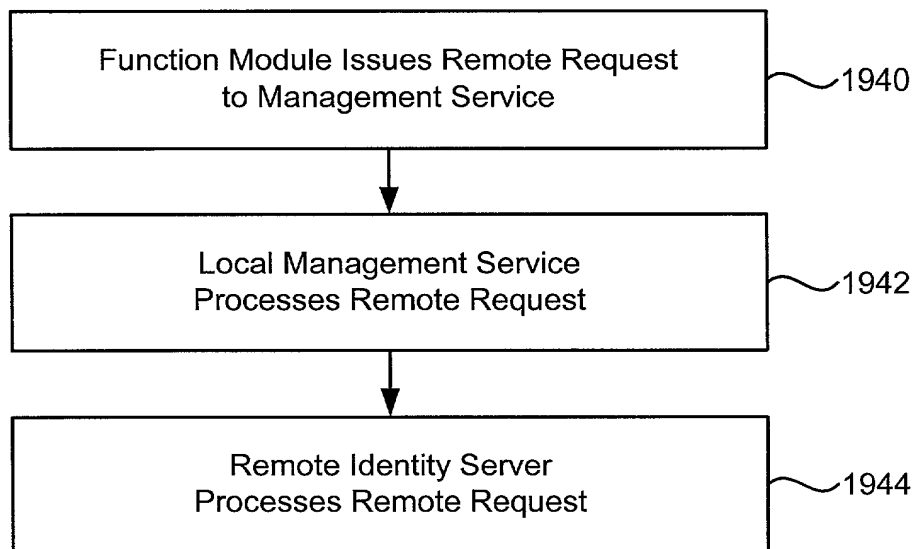 Function Module Issues Remote Request
to Management Service
1940
Local Management Service
Processes Remote Request
1942
Remote Identity Server
Processes Remote Request
1944